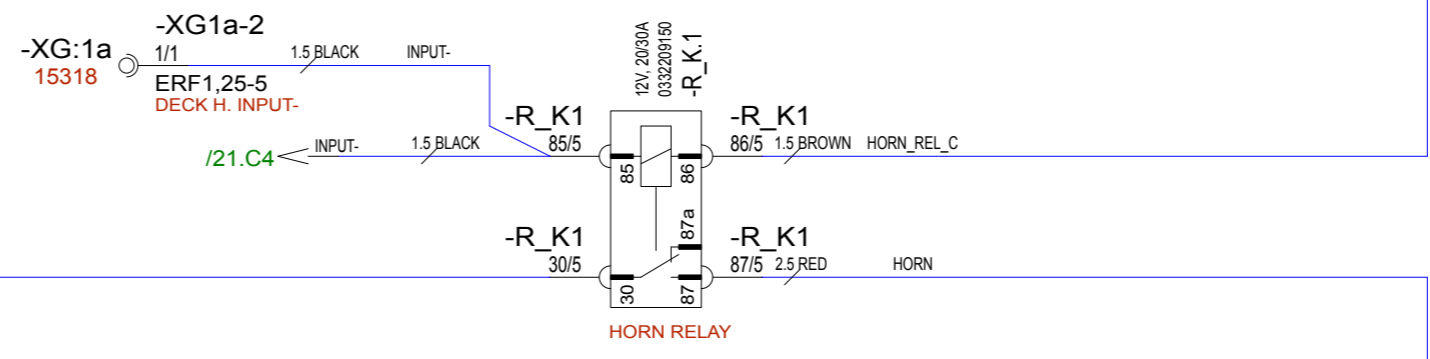 -XG1a-2
-XG:1a
1/1
1.5 BLACK
INPUT-
15318
ERF1,25-5
DECK H. INPUT-
12V, 20/30A
0332209150
-R_K.1
-R_K1
85/5
-R_K1
86/5
1.5 BROWN
HORN_REL_C
/21.C4
INPUT-
1.5 BLACK
85
86
87a
-R_K1
30/5
-R_K1
87/5
2.5 RED
HORN
30
87
HORN RELAY